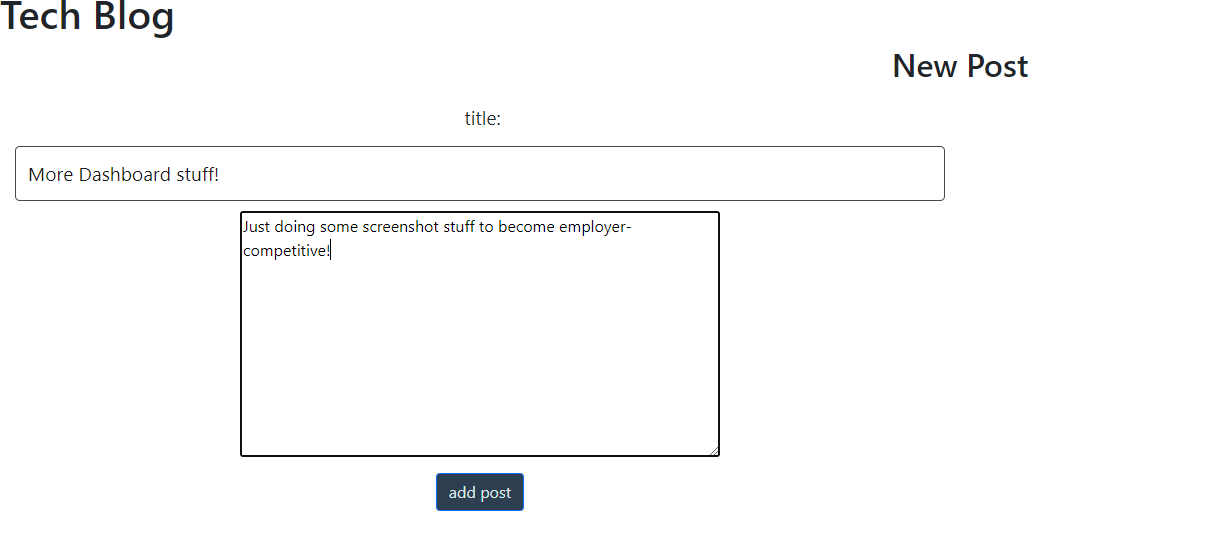 Tech Blog
New Post
title:
More Dashboard stuff!
Just doing some screenshot stuff to become employer-
competitive!
add post